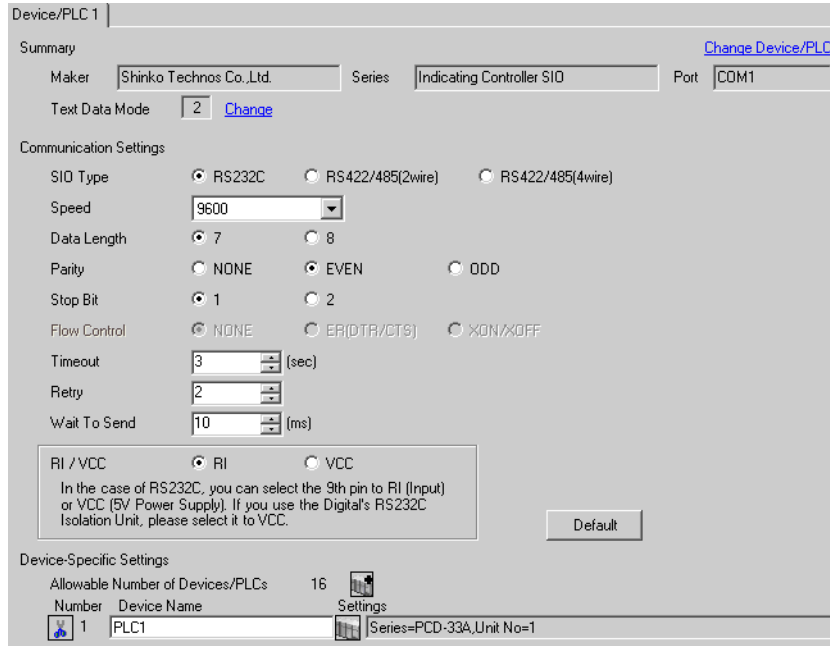 Device/PLC 1
Summary Change Device/PLC
Maker Shinko Technos Co.,Ltd. Series Indicating Controller SIO Port COM1
Text Data Mode 2 Change
Communication Settings
SIO Type RS232C RS422/485(2wire) RS422/485(4wire)
Speed 9600
Data Length 7 8
Parity NONE EVEN ODD
Stop Bit 1 2
Flow Control NONE ER(DTR/CTS) XON/XOFF
Timeout 3 (sec)
Retry 2
Wait To Send 10 (ms)
RI / VCC RI VCC
In the case of RS232C, you can select the 9th pin to RI (Input)
or VCC (5V Power Supply). If you use the Digital's RS232C
Isolation Unit, please select it to VCC.
Default
Device-Specific Settings
Allowable Number of Devices/PLCs 16
Number Device Name Settings
1 PLC1 Series=PCD-33A,Unit No=1